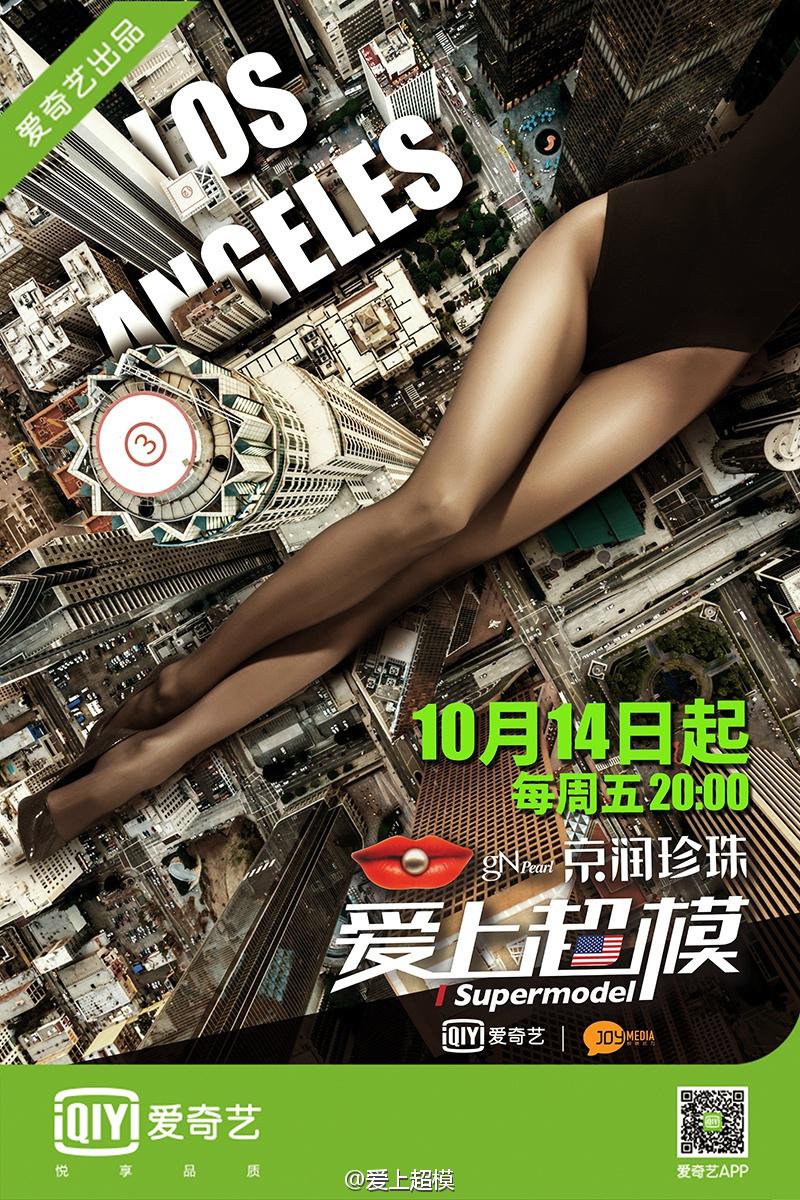 爱奇艺出品
LOS
ANGELES
3
10月14日起
每周五20:00
gN Pearl 京润珍珠
爱上超模
I Supermodel
iQIYI 爱奇艺 | JOY MEDIA
iQIYI 爱奇艺
悦享品质
爱奇艺APP
@爱上超模